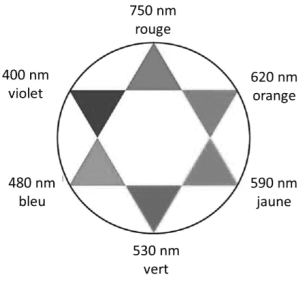 750 nm
rouge
400 nm
violet
620 nm
orange
480 nm
bleu
590 nm
jaune
530 nm
vert